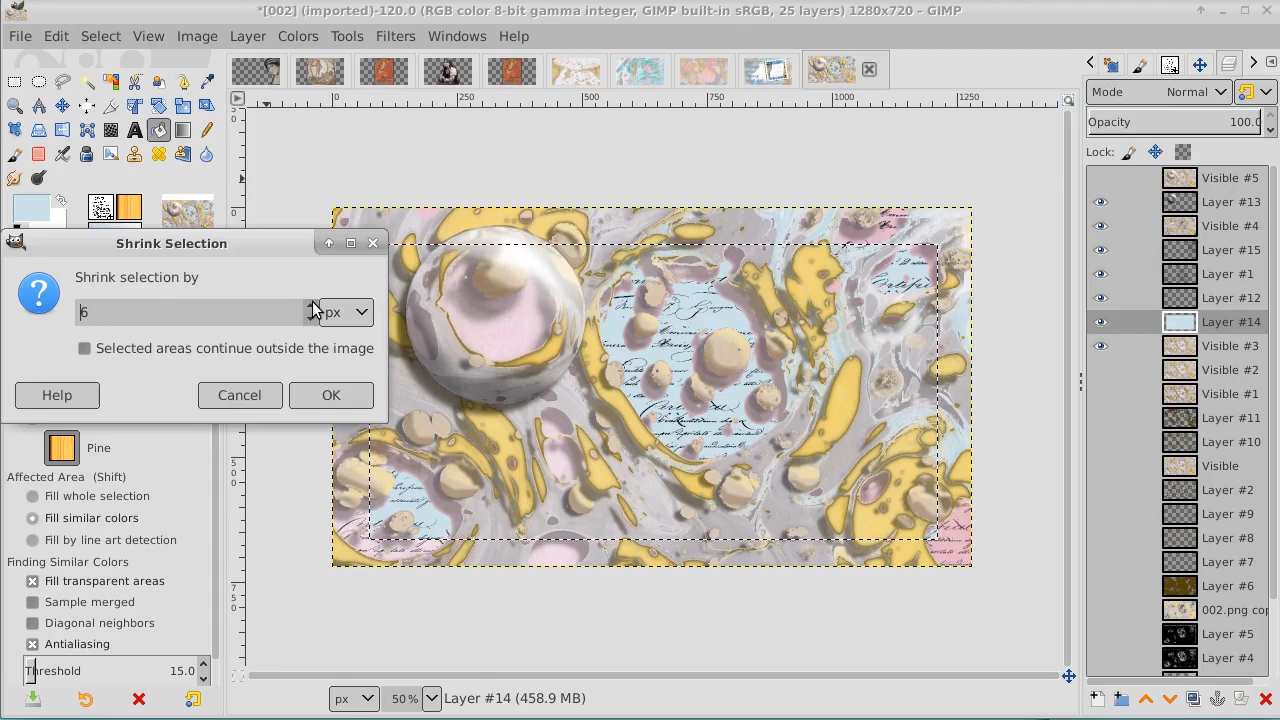 *[002] (imported)-120.0 (RGB color 8-bit gamma integer, GIMP built-in sRGB, 25 layers) 1280x720 – GIMP
File Edit Select View Image Layer Colors Tools Filters Windows Help
0 250 500 750 1000 1250
Mode Normal
Opacity 100.0
Lock:
Visible #5
Layer #13
Visible #4
Layer #15
Layer #1
Layer #12
Layer #14
Visible #3
Visible #2
Visible #1
Layer #11
Layer #10
Visible
Layer #2
Layer #9
Layer #8
Layer #7
Layer #6
002.png cop
Layer #5
Layer #4
Shrink Selection
Shrink selection by
6 px
Selected areas continue outside the image
Help Cancel OK
Pine
Affected Area (Shift)
Fill whole selection
Fill similar colors
Fill by line art detection
Finding Similar Colors
Fill transparent areas
Sample merged
Diagonal neighbors
Antialiasing
Threshold 15.0
px 50 % Layer #14 (458.9 MB)